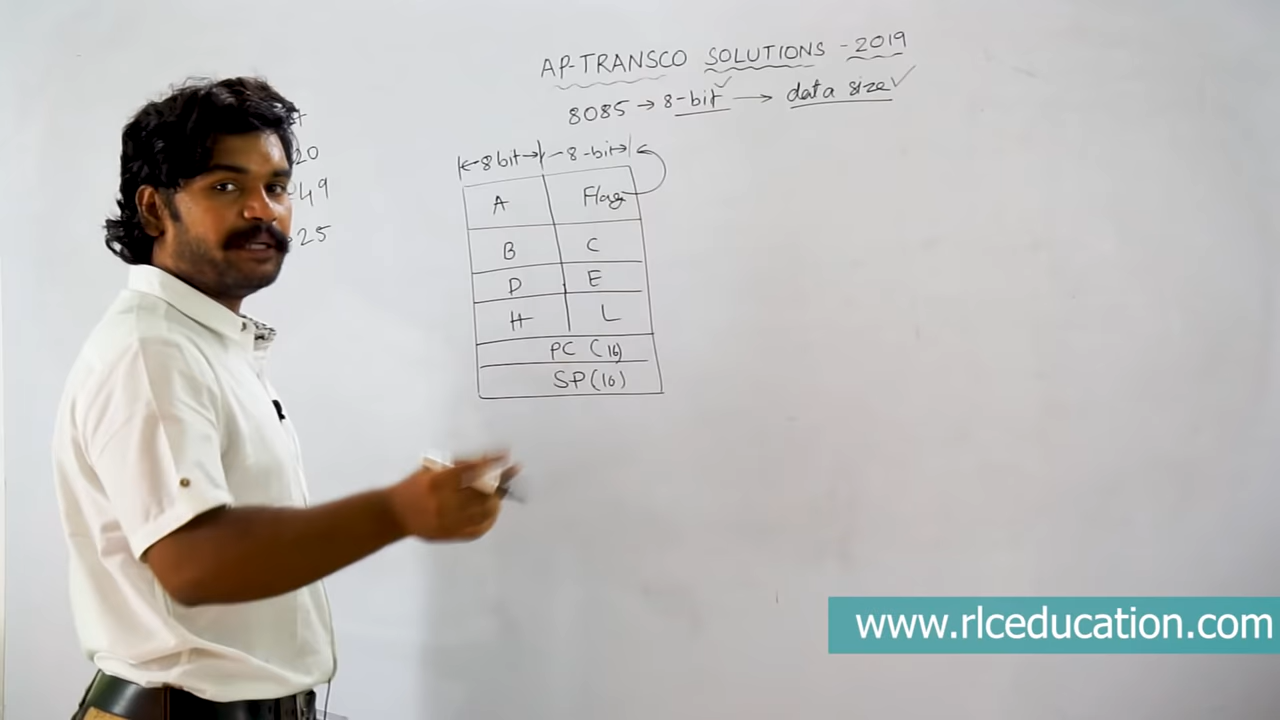 AP-TRANSCO SOLUTIONS - 2019
8085 → 8-bit ✓ → data size ✓
8 bit 8-bit
A Flag
B C
D E
H L
PC (16)
SP (16)
20
49
25
www.rlceducation.com